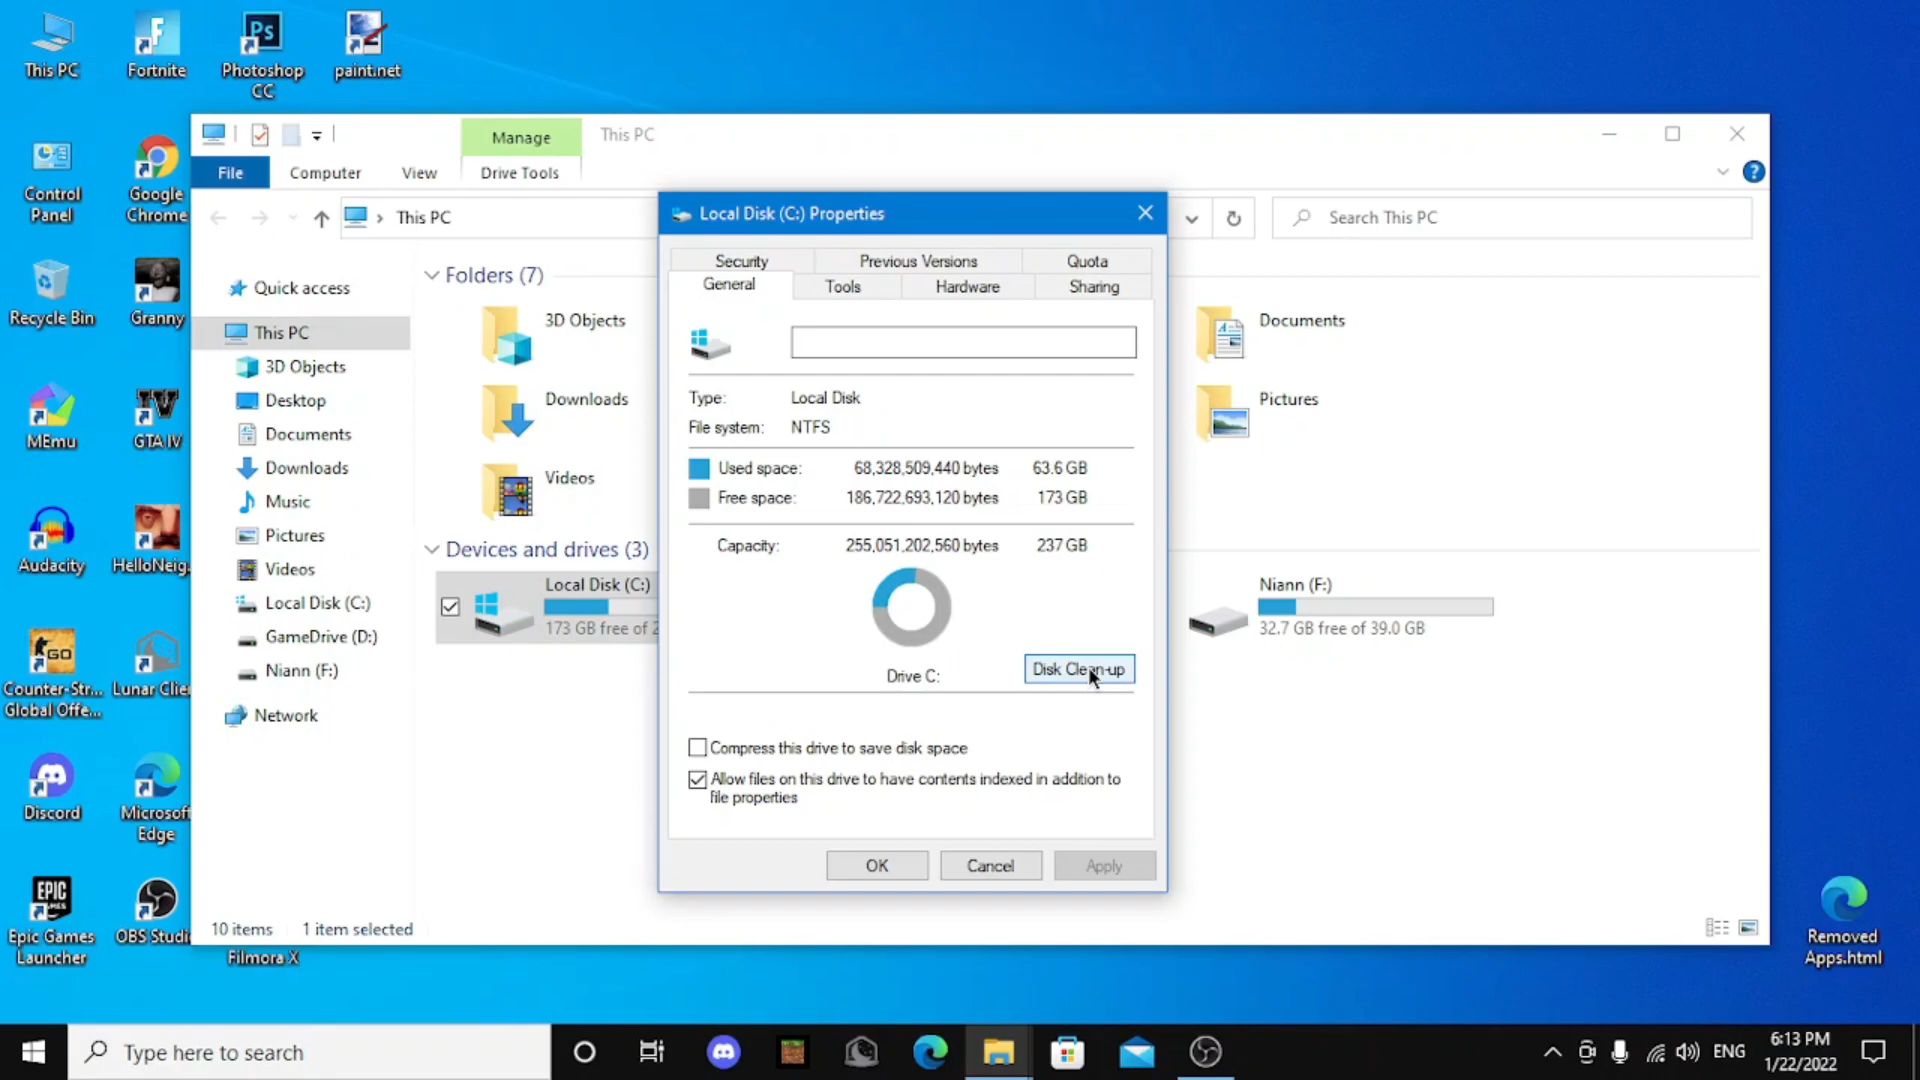 This PC
Fortnite
Photoshop
CC
paint.net
Control
Panel
Google
Chrome
Recycle Bin
Granny
MEmu
GTA IV
Audacity
HelloNeig...
Counter-Str...
Global Offe...
Lunar Clie
Discord
Microsoft
Edge
Epic Games
Launcher
OBS Studi
Filmora X
Removed
Apps.html
Manage
This PC
File
Computer
View
Drive Tools
This PC
Search This PC
Quick access
This PC
3D Objects
Desktop
Documents
Downloads
Music
Pictures
Videos
Local Disk (C:)
GameDrive (D:)
Niann (F:)
Network
Folders (7)
3D Objects
Documents
Downloads
Pictures
Videos
Devices and drives (3)
Local Disk (C:)
173 GB free of 2
Niann (F:)
32.7 GB free of 39.0 GB
10 items 1 item selected
Local Disk (C:) Properties
Security Previous Versions Quota
General Tools Hardware Sharing
Type: Local Disk
File system: NTFS
Used space: 68,328,509,440 bytes 63.6 GB
Free space: 186,722,693,120 bytes 173 GB
Capacity: 255,051,202,560 bytes 237 GB
Drive C:
Disk Clean-up
Compress this drive to save disk space
Allow files on this drive to have contents indexed in addition to
file properties
OK Cancel Apply
Type here to search
ENG
6:13 PM
1/22/2022